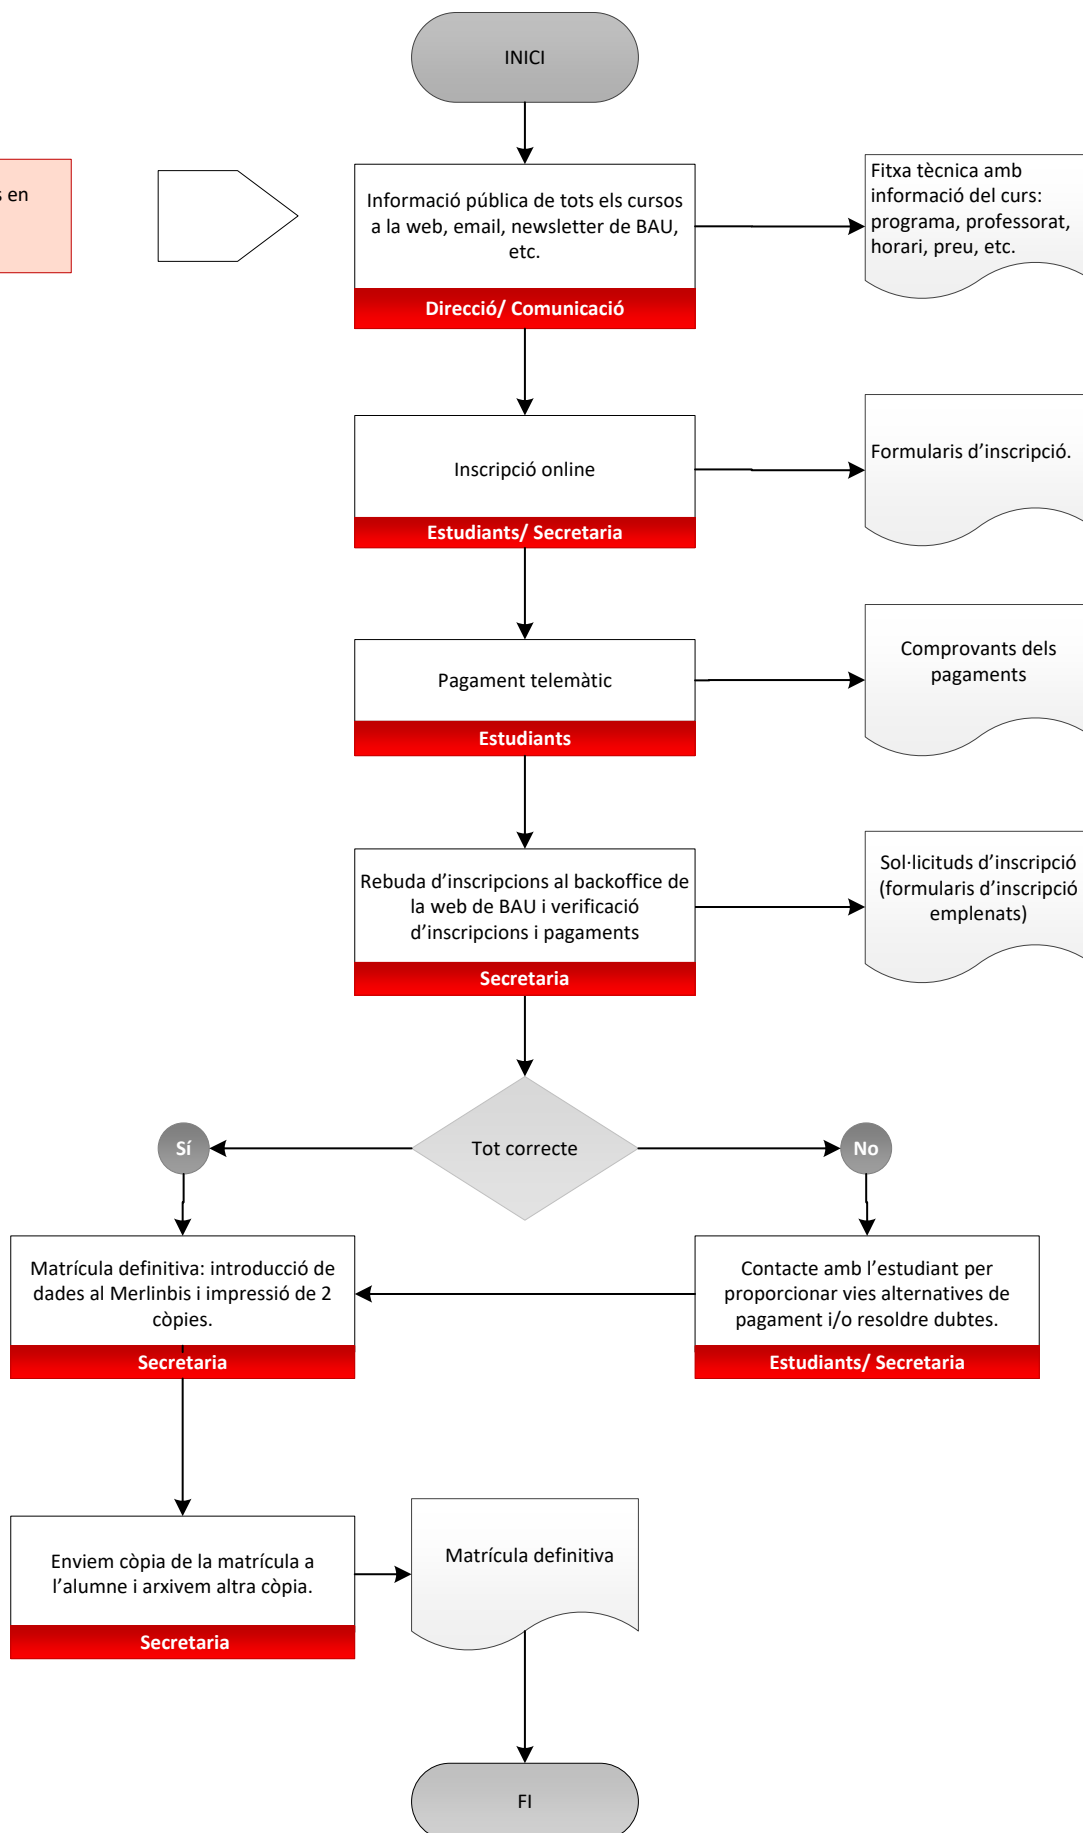 INICI
s en
Informació pública de tots els cursos
a la web, email, newsletter de BAU,
etc.
Direcció/ Comunicació
Fitxa tècnica amb
informació del curs:
programa, professorat,
horari, preu, etc.
Inscripció online
Estudiants/ Secretaria
Formularis d’inscripció.
Pagament telemàtic
Estudiants
Comprovants dels
pagaments
Rebuda d’inscripcions al backoffice de
la web de BAU i verificació
d’inscripcions i pagaments
Secretaria
Sol·licituds d’inscripció
(formularis d’inscripció
emplenats)
Tot correcte
Sí
No
Matrícula definitiva: introducció de
dades al Merlinbis i impressió de 2
còpies.
Secretaria
Contacte amb l’estudiant per
proporcionar vies alternatives de
pagament i/o resoldre dubtes.
Estudiants/ Secretaria
Enviem còpia de la matrícula a
l’alumne i arxivem altra còpia.
Secretaria
Matrícula definitiva
FI